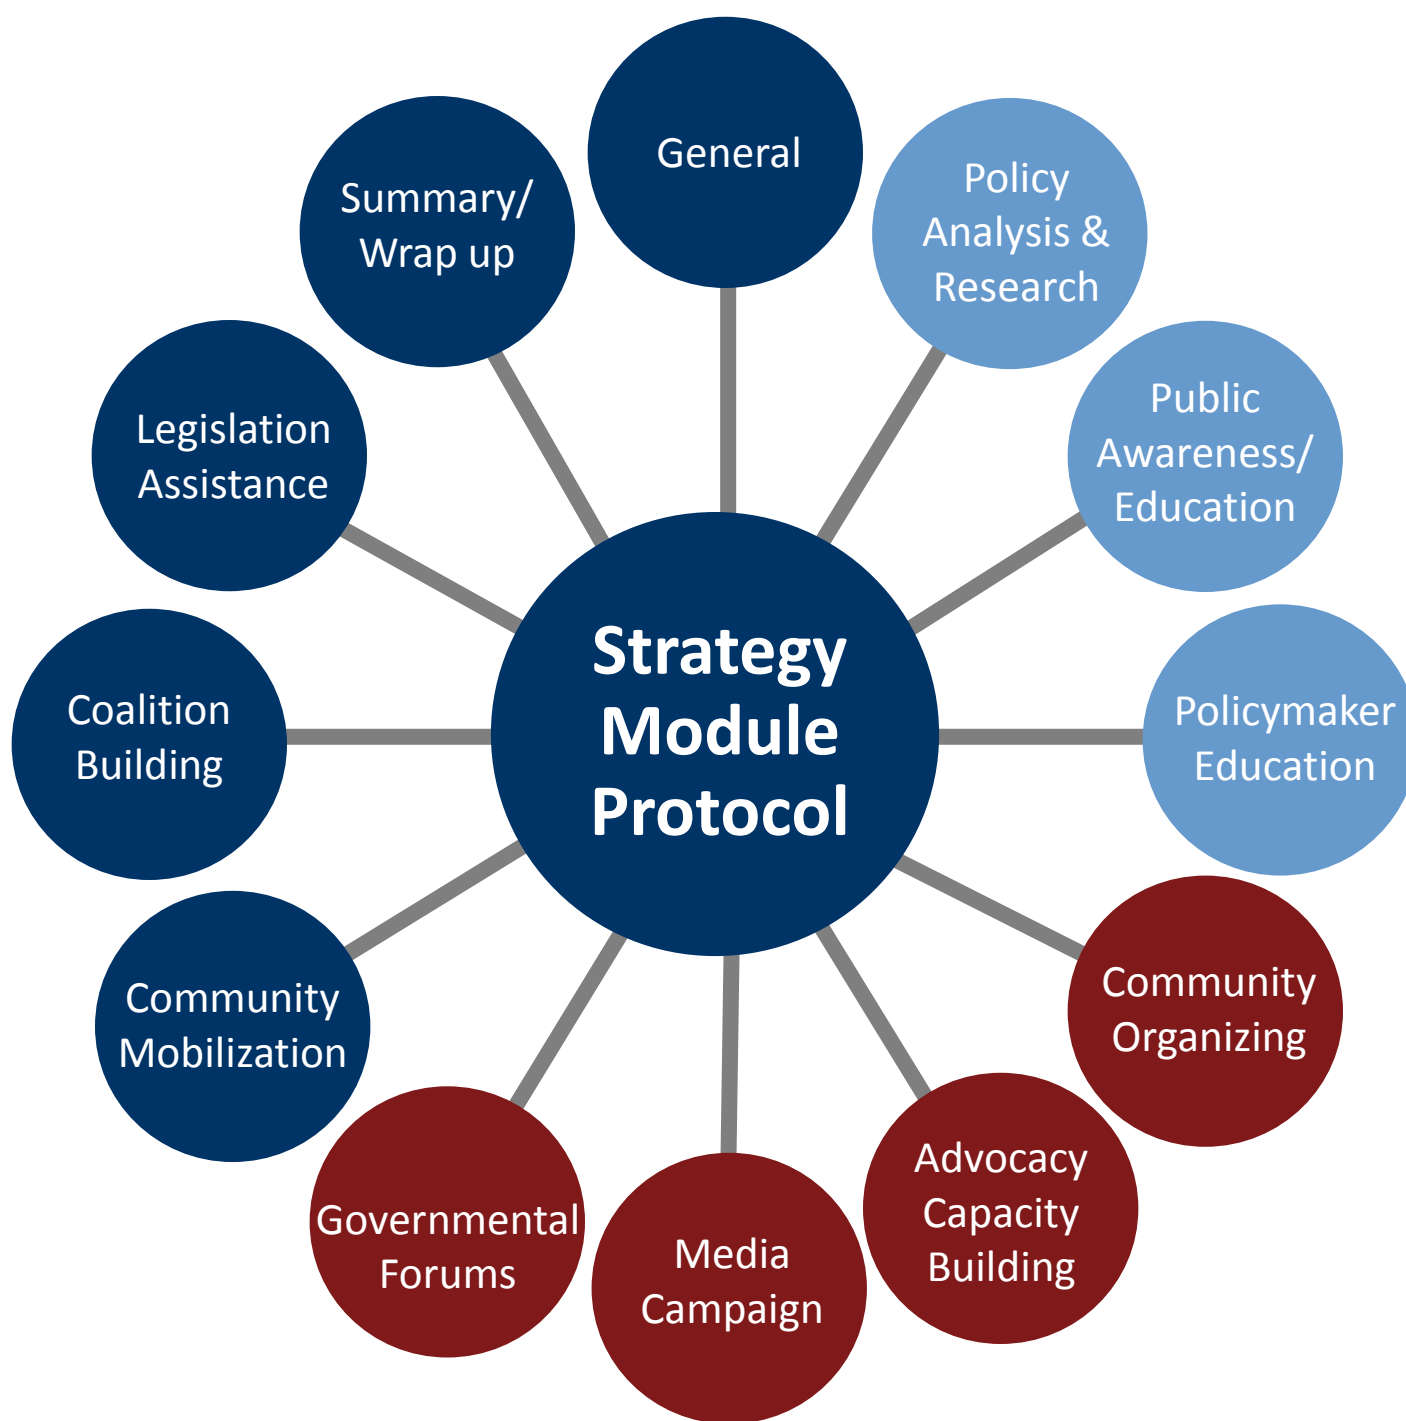 General
Policy
Analysis &
Research
Public
Awareness/
Education
Policymaker
Education
Community
Organizing
Advocacy
Capacity
Building
Media
Campaign
Governmental
Forums
Community
Mobilization
Coalition
Building
Legislation
Assistance
Summary/
Wrap up
Strategy
Module
Protocol